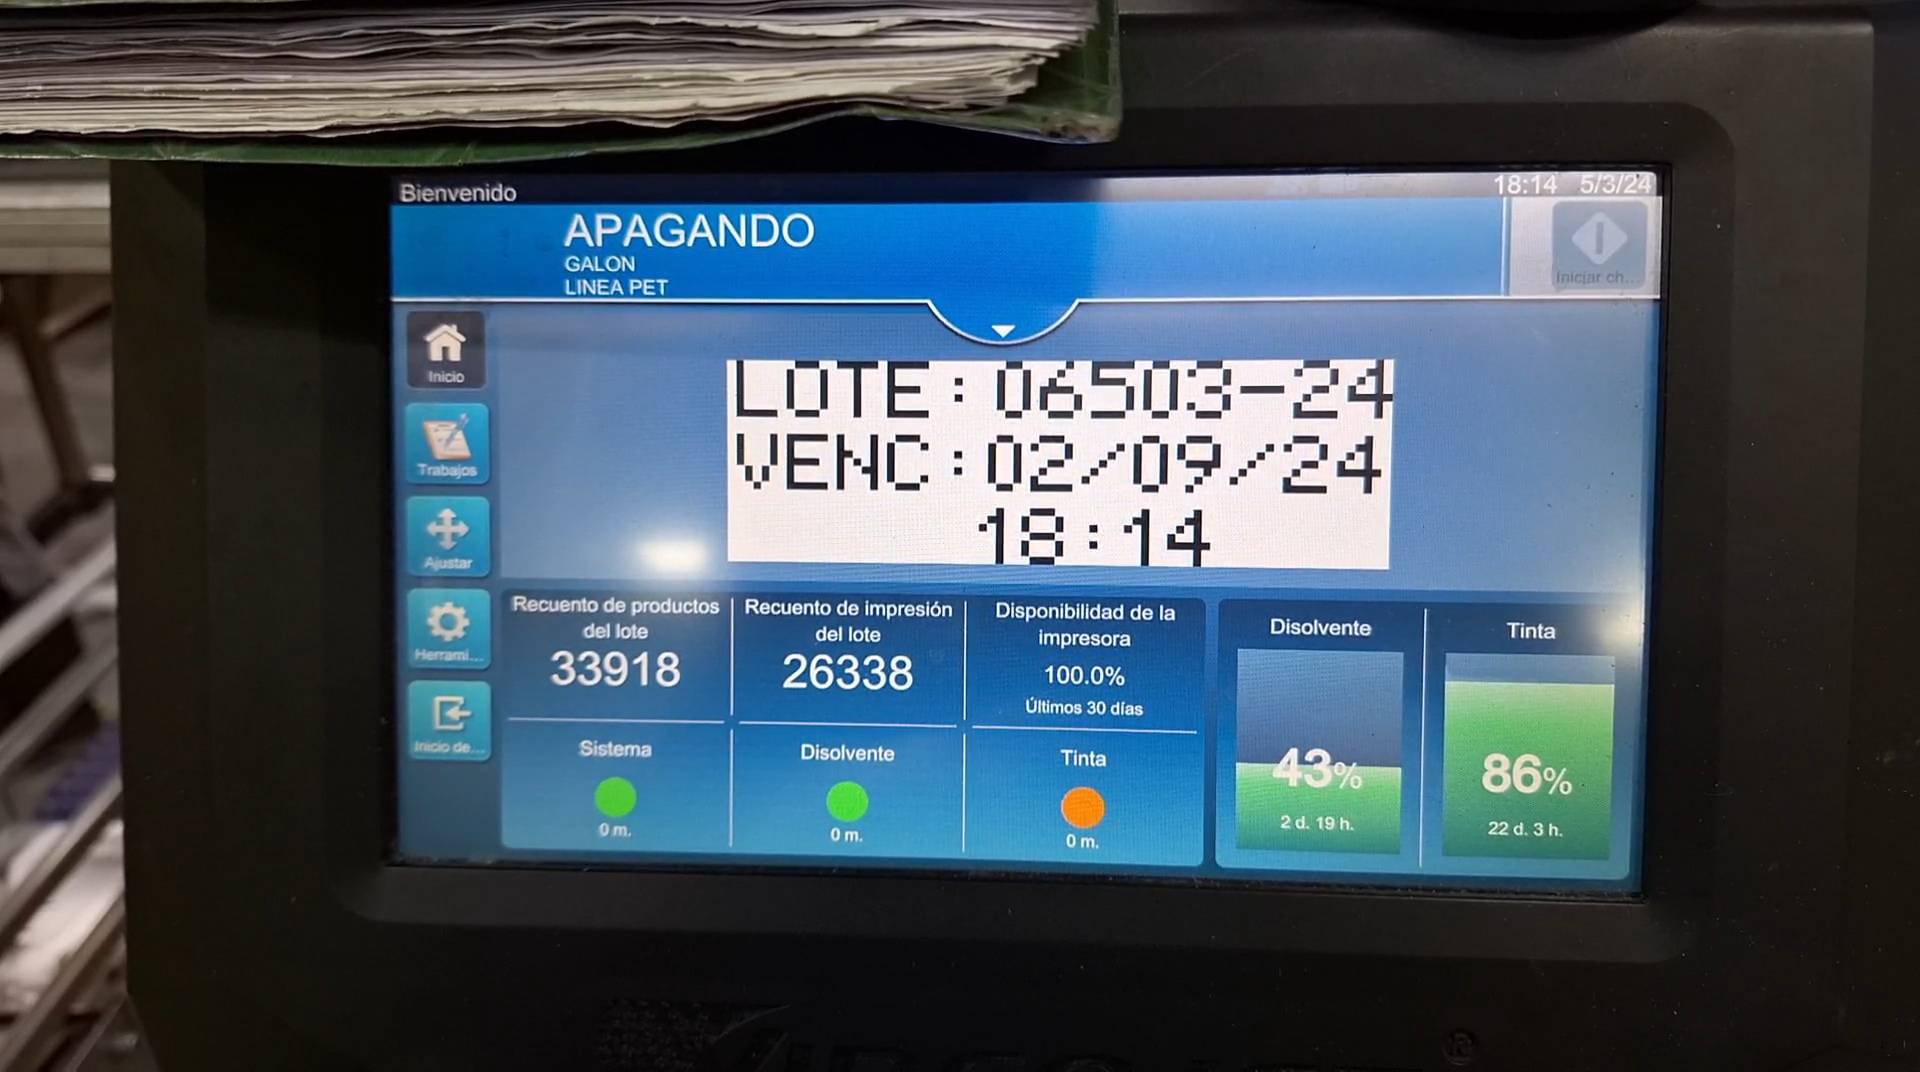 Bienvenido
18:14 5/3/24
APAGANDO
GALON
LINEA PET
Iniciar ch...
Inicio
Trabajos
Ajustar
Herrami...
Inicio de...
LOTE: 06503-24
VENC:02/09/24
18:14
Recuento de productos
del lote
33918
Recuento de impresión
del lote
26338
Disponibilidad de la
impresora
100.0%
Últimos 30 días
Sistema
0 m.
Disolvente
0 m.
Tinta
0 m.
Disolvente
43%
2 d. 19 h.
Tinta
86%
22 d. 3 h.